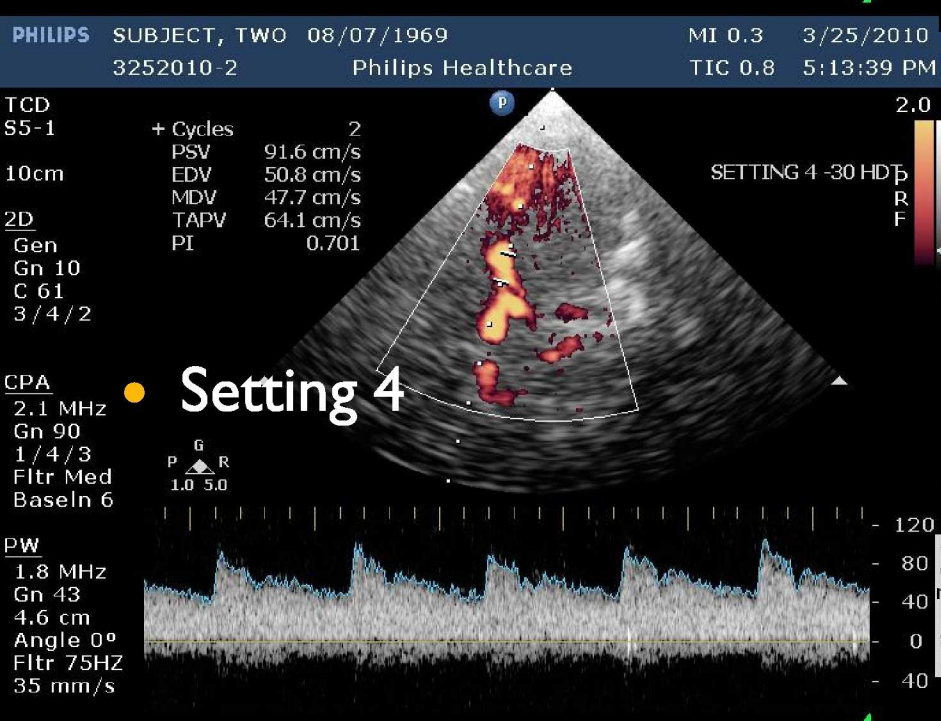 PHILIPS SUBJECT, TWO 08/07/1969 MI 0.3 3/25/2010
3252010-2 Philips Healthcare TIC 0.8 5:13:39 PM
TCD
S5-1
10cm
2D
Gen
Gn 10
C 61
3/4/2
CPA
2.1 MHz
Gn 90
1/4/3
Fltr Med
Baseln 6
PW
1.8 MHz
Gn 43
4.6 cm
Angle 0°
Fltr 75HZ
35 mm/s
+ Cycles 2
PSV 91.6 cm/s
EDV 50.8 cm/s
MDV 47.7 cm/s
TAPV 64.1 cm/s
PI 0.701
P
2.0
SETTING 4 -30 HDT
P
R
F
Setting 4
G
P R
1.0 5.0
- 120
- 80
- 40
- 0
- 40